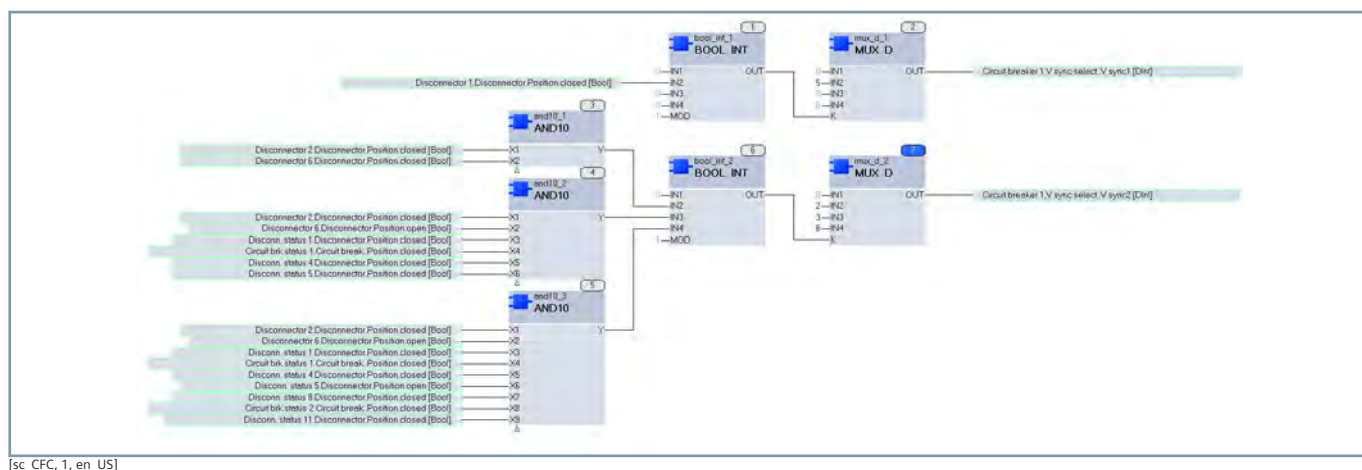 1
bool_int_1
BOOL_INT
0 IN1 OUT
Disconnector 1.Disconnector.Position.closed [Bool] IN2
0 IN3
0 IN4
1 MOD
2
mux_d_1
MUX_D
0 IN1 OUT Circuit breaker 1.V sync select.V sync1 [DInt]
5 IN2
0 IN3
0 IN4
K
3
and10_1
AND10
Disconnector 2.Disconnector.Position.closed [Bool] X1 Y
Disconnector 6.Disconnector.Position.closed [Bool] X2
4
and10_2
AND10
Disconnector 2.Disconnector.Position.closed [Bool] X1 Y
Disconnector 6.Disconnector.Position.open [Bool] X2
Disconn. status 1.Disconnector.Position.closed [Bool] X3
Circuit brk.status 1.Circuit break..Position.closed [Bool] X4
Disconn. status 4.Disconnector.Position.closed [Bool] X5
Disconn. status 5.Disconnector.Position.closed [Bool] X6
5
and10_3
AND10
Disconnector 2.Disconnector.Position.closed [Bool] X1 Y
Disconnector 6.Disconnector.Position.open [Bool] X2
Disconn. status 1.Disconnector.Position.closed [Bool] X3
Circuit brk.status 1.Circuit break..Position.closed [Bool] X4
Disconn. status 4.Disconnector.Position.closed [Bool] X5
Disconn. status 5.Disconnector.Position.open [Bool] X6
Disconn. status 8.Disconnector.Position.closed [Bool] X7
Circuit brk.status 2.Circuit break..Position.closed [Bool] X8
Disconn. status 11.Disconnector.Position.closed [Bool] X9
6
bool_int_2
BOOL_INT
0 IN1 OUT
IN2
IN3
IN4
1 MOD
7
mux_d_2
MUX_D
0 IN1 OUT Circuit breaker 1.V sync select.V sync2 [DInt]
2 IN2
3 IN3
IN4
K
[sc_CFC, 1, en_US]